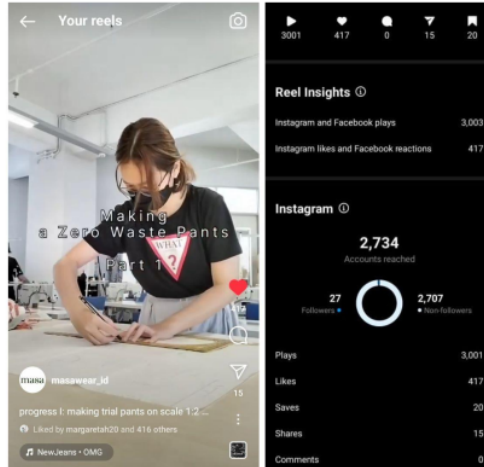 Your reels
Making
a Zero Waste Pants
Part 1
WHAT
?
417
15
masa masawear_id
progress I: making trial pants on scale 1:2 ...
Liked by margaretah20 and 416 others
NewJeans • OMG
3001 417 0 15 20
Reel Insights
Instagram and Facebook plays 3,003
Instagram likes and Facebook reactions 417
Instagram
2,734
Accounts reached
27
Followers
2,707
Non-followers
Plays 3,001
Likes 417
Saves 20
Shares 15
Comments 0